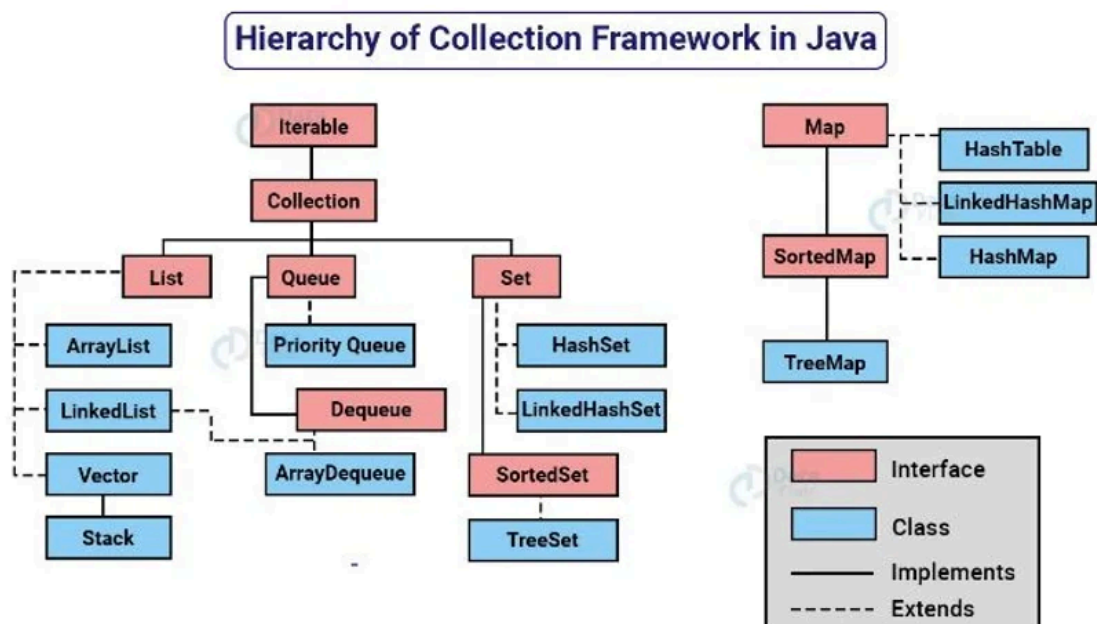 Hierarchy of Collection Framework in Java
Iterable
Collection
List
Queue
Set
ArrayList
Priority Queue
HashSet
LinkedList
Dequeue
LinkedHashSet
Vector
ArrayDequeue
SortedSet
Stack
TreeSet
Map
HashTable
LinkedHashMap
SortedMap
HashMap
TreeMap
Interface
Class
Implements
Extends